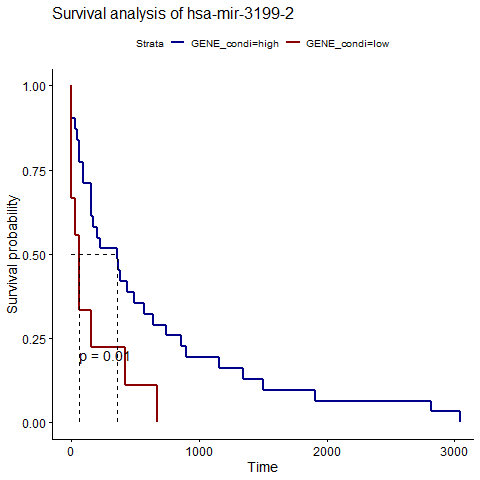 Survival analysis of hsa-mir-3199-2
Strata GENE_condi=high GENE_condi=low
1.00
0.75
0.50
0.25
0.00
Survival probability
p = 0.01
0 1000 2000 3000
Time